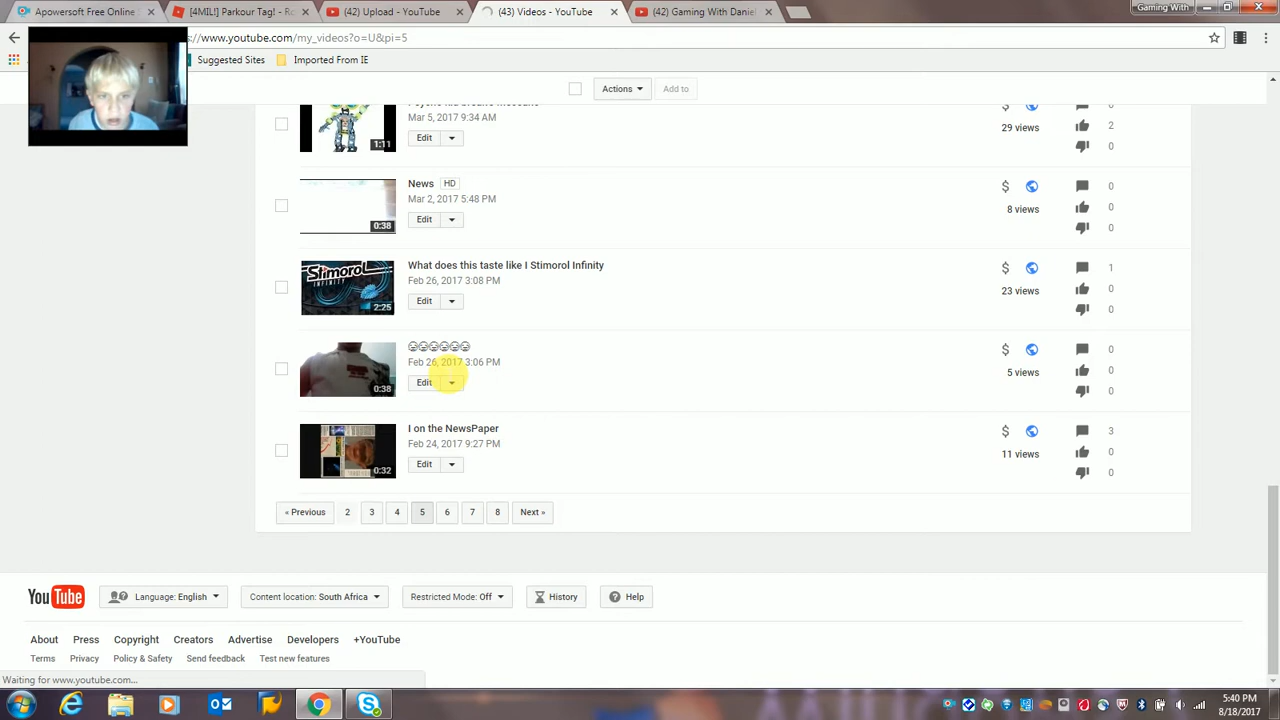 Apowersoft Free Online
[4MIL!] Parkour Tag! - Ro
(42) Upload - YouTube
(43) Videos - YouTube
(42) Gaming With Daniel
Gaming With
://www.youtube.com/my_videos?o=U&pi=5
Suggested Sites
Imported From IE
Actions
Add to
Mar 5, 2017 9:34 AM
Edit
1:11
29 views
0
2
0
News HD
Mar 2, 2017 5:48 PM
Edit
0:38
8 views
0
0
0
What does this taste like I Stimorol Infinity
Feb 26, 2017 3:08 PM
Edit
Stimorol
INFINITY
2:25
$
23 views
1
0
0
Feb 26, 2017 3:06 PM
Edit
0:38
$
5 views
0
0
0
I on the NewsPaper
Feb 24, 2017 9:27 PM
Edit
0:32
$
11 views
3
0
0
« Previous 2 3 4 5 6 7 8 Next »
YouTube
Language: English
Content location: South Africa
Restricted Mode: Off
History
Help
About Press Copyright Creators Advertise Developers +YouTube
Terms Privacy Policy & Safety Send feedback Test new features
Waiting for www.youtube.com...
5:40 PM
8/18/2017